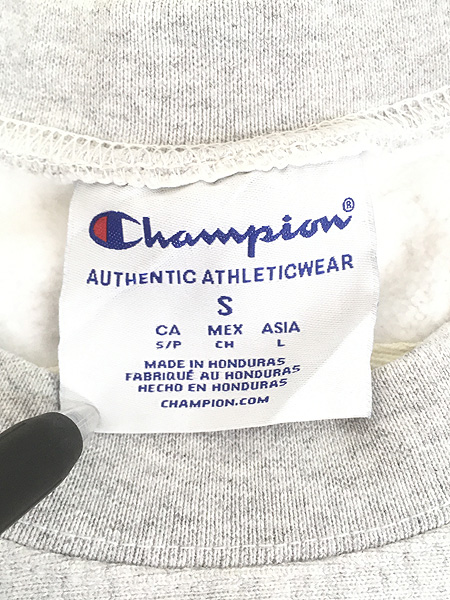 Champion®
AUTHENTIC ATHLETICWEAR
S
CA MEX ASIA
S/P CH L
MADE IN HONDURAS
FABRIQUÉ AU HONDURAS
HECHO EN HONDURAS
CHAMPION.COM